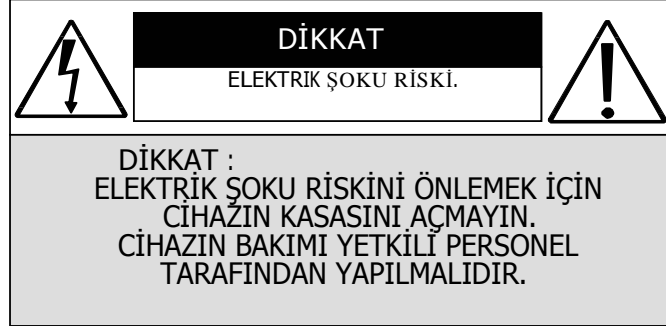 DİKKAT
ELEKTRIK ŞOKU RİSKİ.
DİKKAT :
ELEKTRİK ŞOKU RİSKİNİ ÖNLEMEK İÇİN
CİHAZIN KASASINI AÇMAYIN.
CİHAZIN BAKIMI YETKİLİ PERSONEL
TARAFINDAN YAPILMALIDIR.